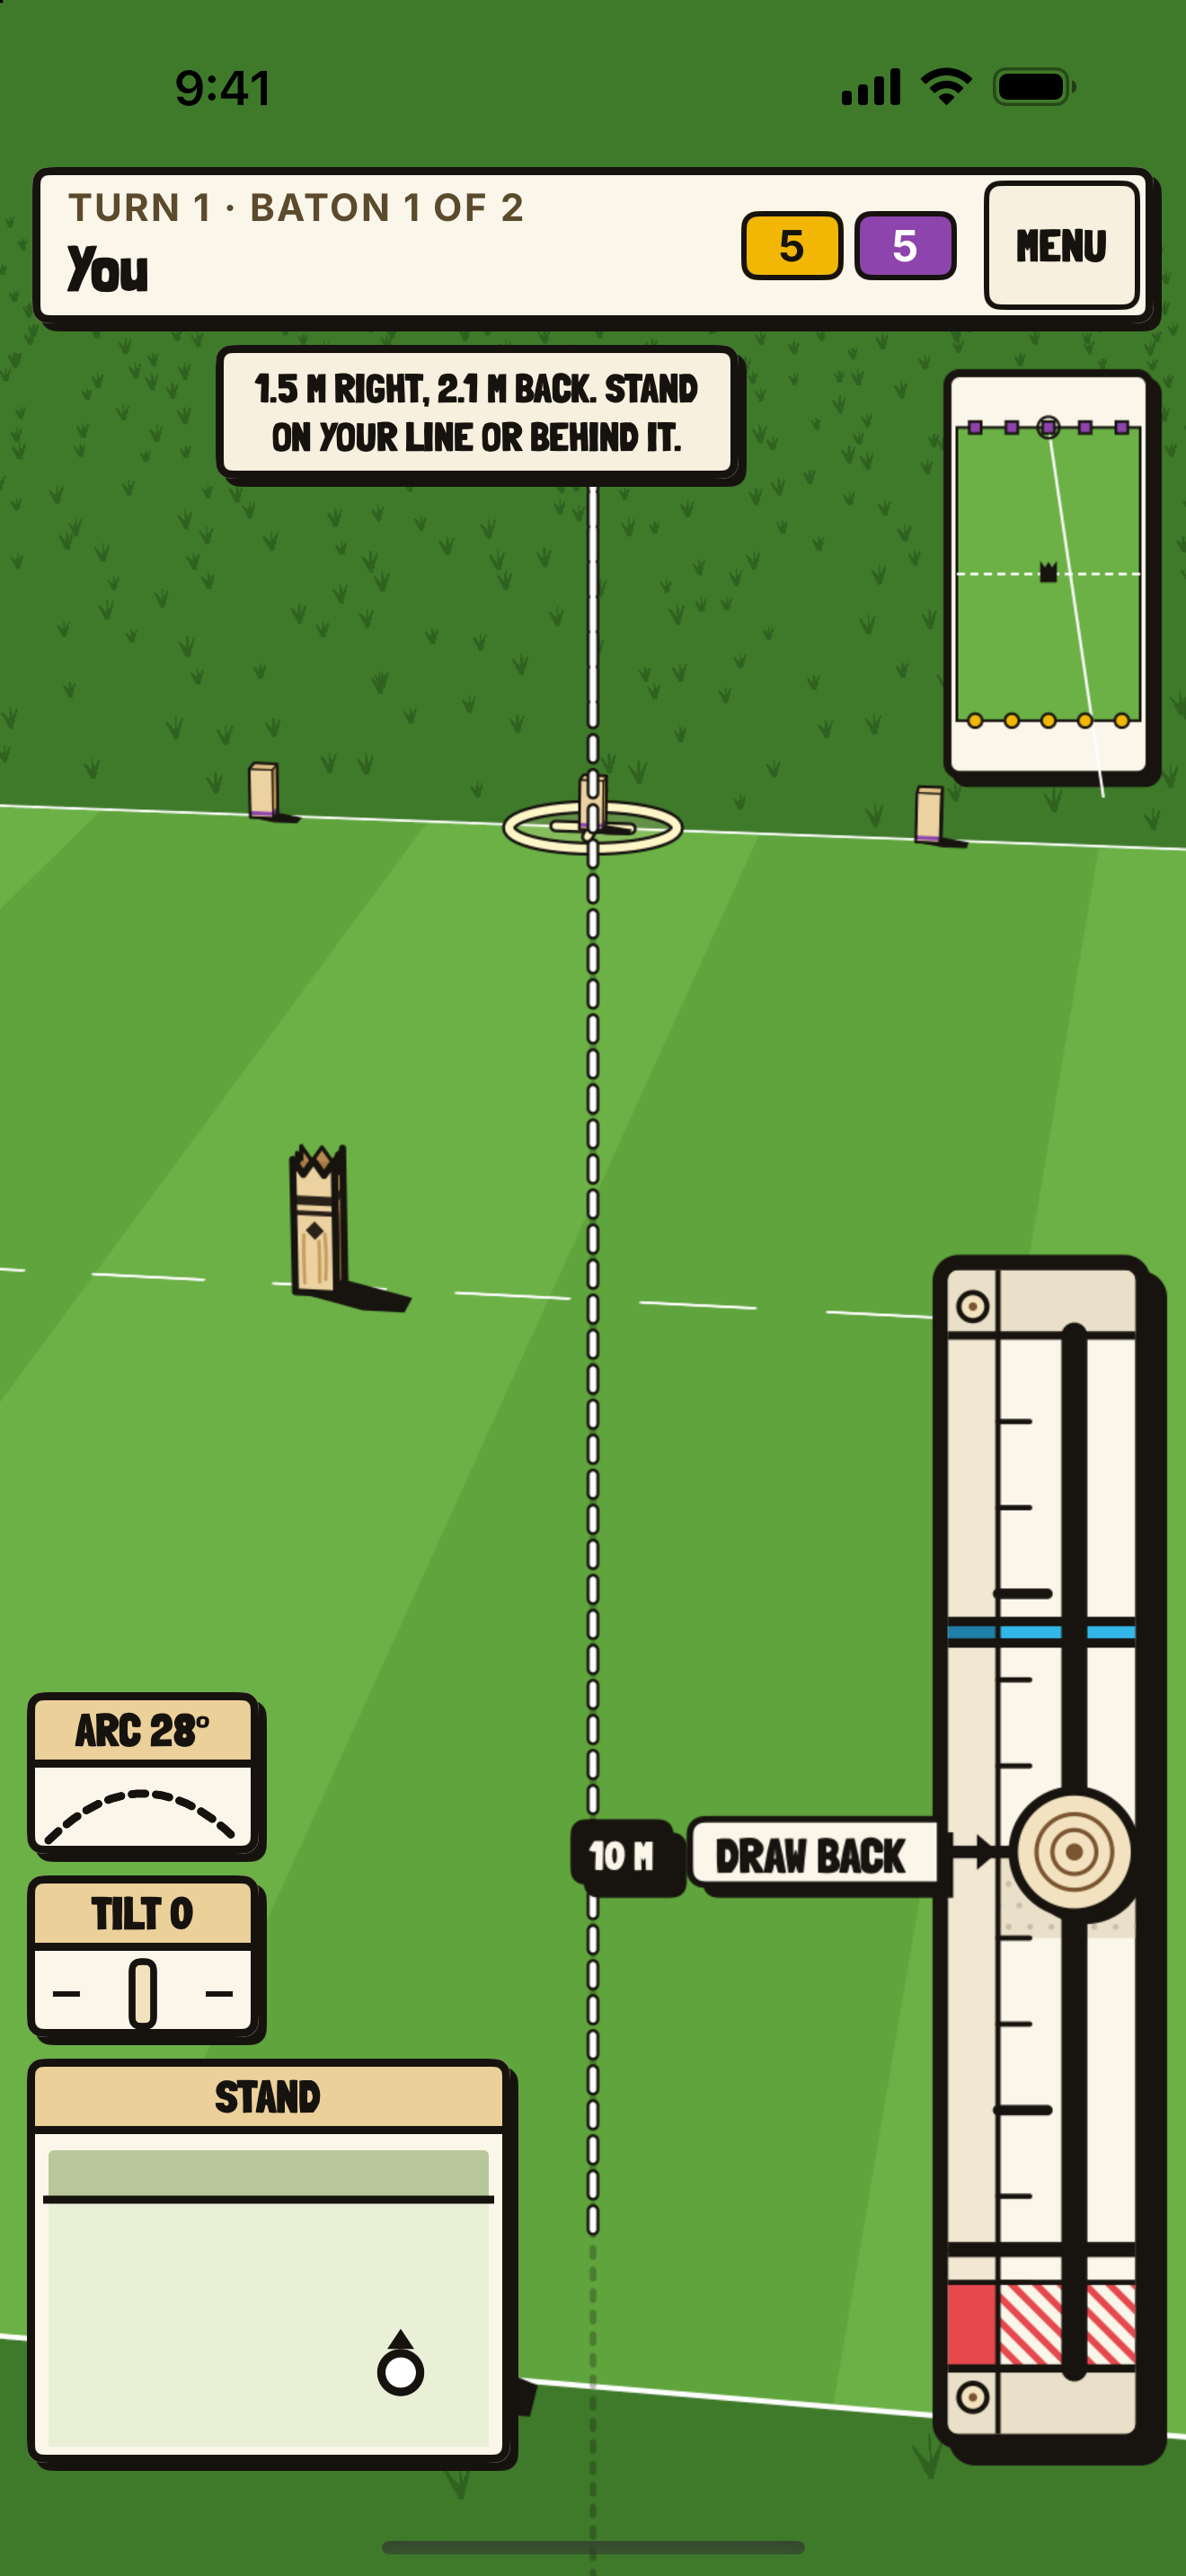 9:41
TURN 1 · BATON 1 OF 2
You
5
5
MENU
1.5 M RIGHT, 2.1 M BACK. STAND
ON YOUR LINE OR BEHIND IT.
ARC 28°
10 M
DRAW BACK
TILT 0
STAND